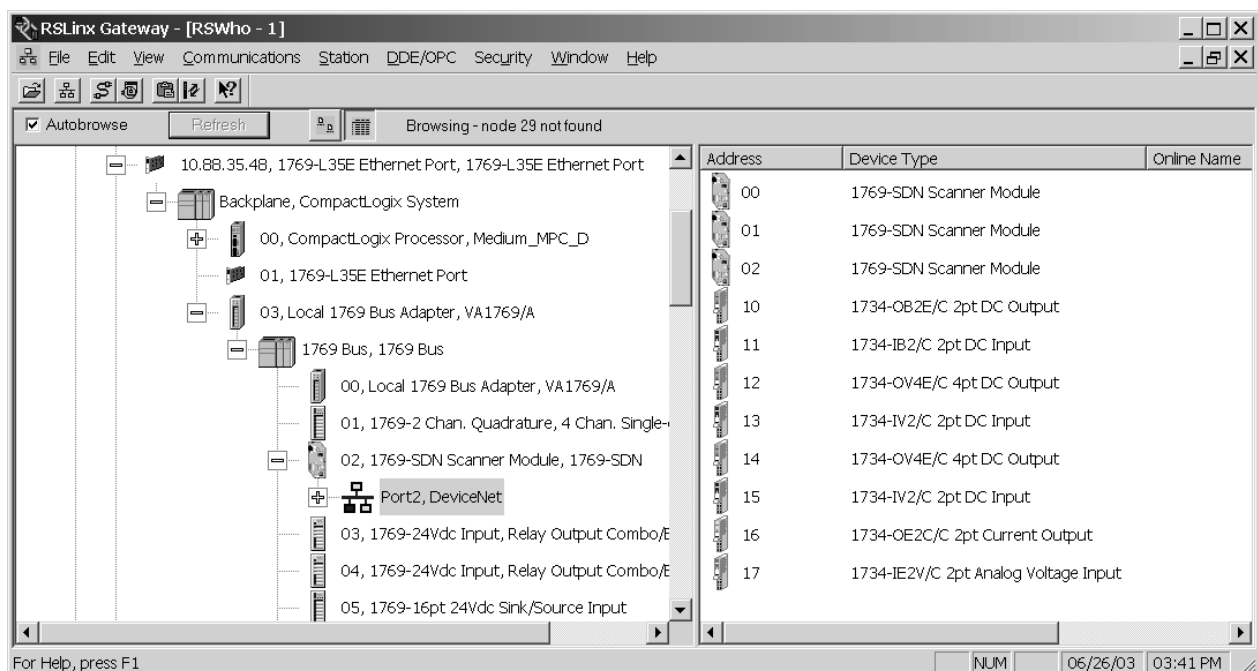 RSLinx Gateway - [RSWho - 1]
File Edit View Communications Station DDE/OPC Security Window Help
Autobrowse Refresh Browsing - node 29 not found
10.88.35.48, 1769-L35E Ethernet Port, 1769-L35E Ethernet Port
Backplane, CompactLogix System
00, CompactLogix Processor, Medium_MPC_D
01, 1769-L35E Ethernet Port
03, Local 1769 Bus Adapter, VA1769/A
1769 Bus, 1769 Bus
00, Local 1769 Bus Adapter, VA1769/A
01, 1769-2 Chan. Quadrature, 4 Chan. Single-
02, 1769-SDN Scanner Module, 1769-SDN
Port2, DeviceNet
03, 1769-24Vdc Input, Relay Output Combo/E
04, 1769-24Vdc Input, Relay Output Combo/E
05, 1769-16pt 24Vdc Sink/Source Input
Address Device Type Online Name
00 1769-SDN Scanner Module
01 1769-SDN Scanner Module
02 1769-SDN Scanner Module
10 1734-OB2E/C 2pt DC Output
11 1734-IB2/C 2pt DC Input
12 1734-OV4E/C 4pt DC Output
13 1734-IV2/C 2pt DC Input
14 1734-OV4E/C 4pt DC Output
15 1734-IV2/C 2pt DC Input
16 1734-OE2C/C 2pt Current Output
17 1734-IE2V/C 2pt Analog Voltage Input
For Help, press F1 NUM 06/26/03 03:41 PM